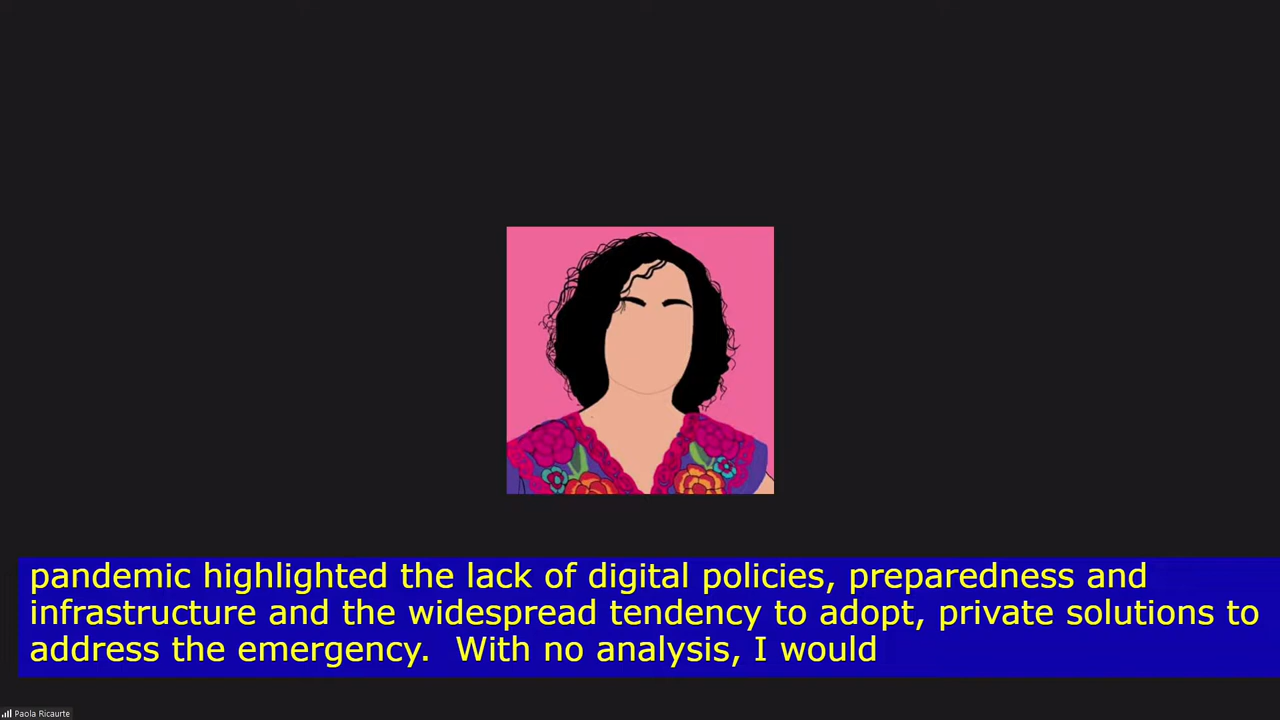 pandemic highlighted the lack of digital policies, preparedness and
infrastructure and the widespread tendency to adopt, private solutions to
address the emergency.  With no analysis, I would
Paola Ricaurte